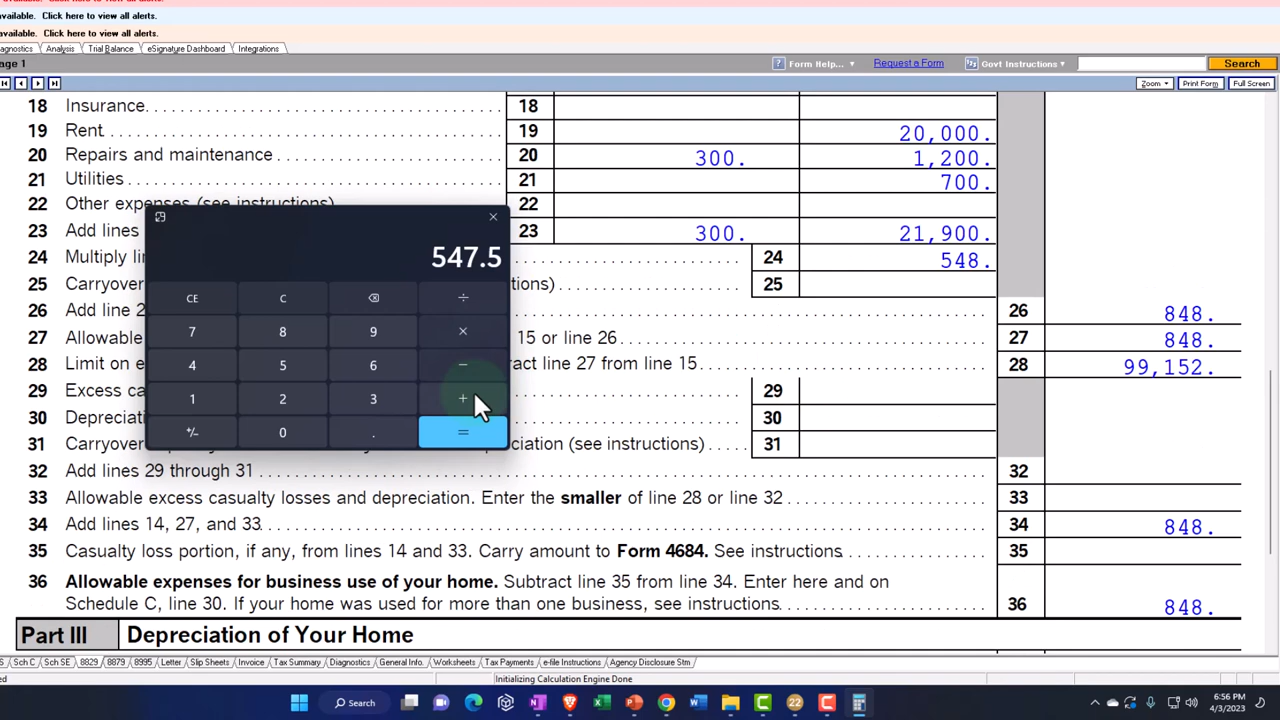 available. Click here to view all alerts.
available. Click here to view all alerts.
Diagnostics Analysis Trial Balance eSignature Dashboard Integrations
Page 1 Form Help... Request a Form Govt Instructions Search
Zoom Print Form Full Screen
18 Insurance 18
19 Rent 19 20,000.
20 Repairs and maintenance 20 300. 1,200.
21 Utilities 21 700.
22 Other expenses (see instructions) 22
23 Add lines 23 300. 21,900.
24 Multiply li 24 548.
25 Carryove tions) 25
26 Add line 2 26 848.
27 Allowable 15 or line 26 27 848.
28 Limit on e ract line 27 from line 15 28 99,152.
29 Excess ca 29
30 Depreciati 30
31 Carryove epreciation (see instructions) 31
32 Add lines 29 through 31 32
33 Allowable excess casualty losses and depreciation. Enter the smaller of line 28 or line 32 33
34 Add lines 14, 27, and 33 34 848.
35 Casualty loss portion, if any, from lines 14 and 33. Carry amount to Form 4684. See instructions 35
36 Allowable expenses for business use of your home. Subtract line 35 from line 34. Enter here and on
Schedule C, line 30. If your home was used for more than one business, see instructions 36 848.
Part III Depreciation of Your Home
547.5
CE C ⌫ ÷
7 8 9 ×
4 5 6 −
1 2 3 +
+/− 0 . =
S Sch C Sch SE 8829 8879 8995 Letter Slip Sheets Invoice Tax Summary Diagnostics General Info. Worksheets Tax Payments e-file Instructions Agency Disclosure Stm
Initializing Calculation Engine Done
Search
22
6:56 PM
4/3/2023